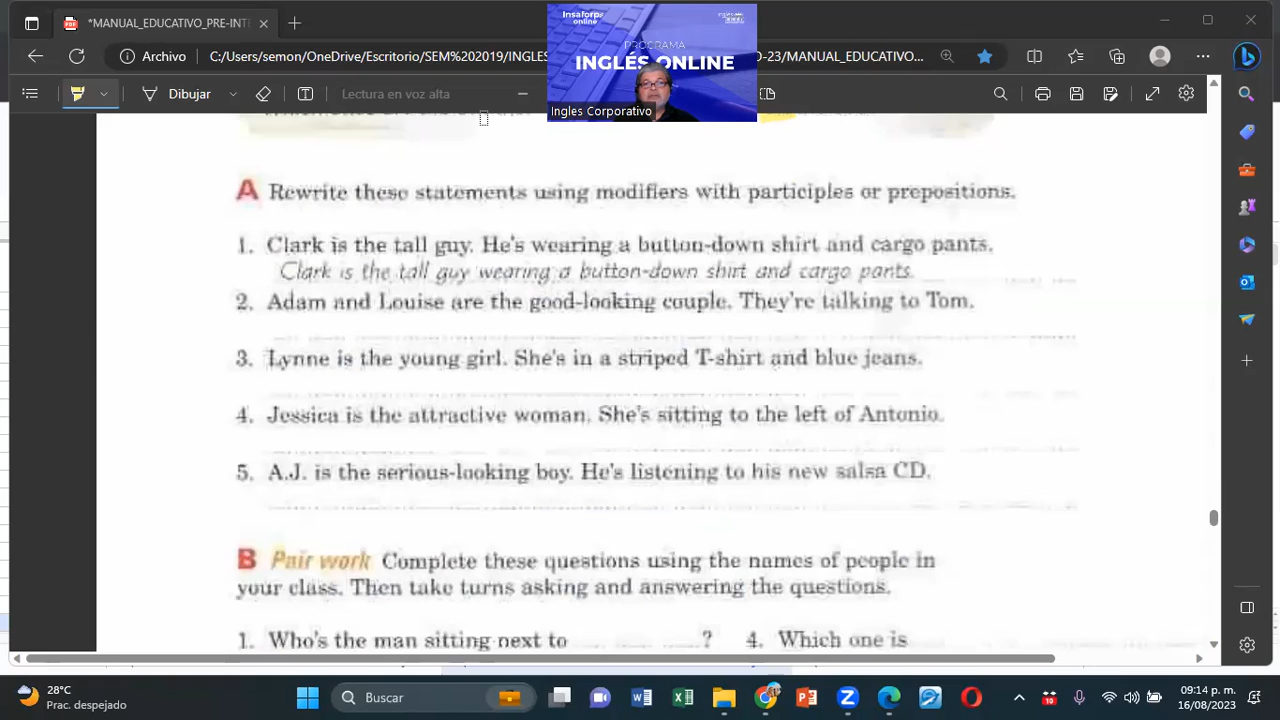 *MANUAL_EDUCATIVO_PRE-INTE
Archivo
C:/Users/semon/OneDrive/Escritorio/SEM%202019/INGLES
O-23/MANUAL_EDUCATIVO...
Dibujar
Lectura en voz alta
Insaforp
online
PROGRAMA
INGLÉS ONLINE
Ingles Corporativo
A Rewrite these statements using modifiers with participles or prepositions.
1. Clark is the tall guy. He's wearing a button-down shirt and cargo pants.
Clark is the tall guy wearing a button-down shirt and cargo pants.
2. Adam and Louise are the good-looking couple. They're talking to Tom.
3. Lynne is the young girl. She's in a striped T-shirt and blue jeans.
4. Jessica is the attractive woman. She's sitting to the left of Antonio.
5. A.J. is the serious-looking boy. He's listening to his new salsa CD.
B Pair work Complete these questions using the names of people in
your class. Then take turns asking and answering the questions.
1. Who's the man sitting next to ? 4. Which one is
28°C
Prac. despejado
Buscar
10
09:14 p. m.
16/08/2023